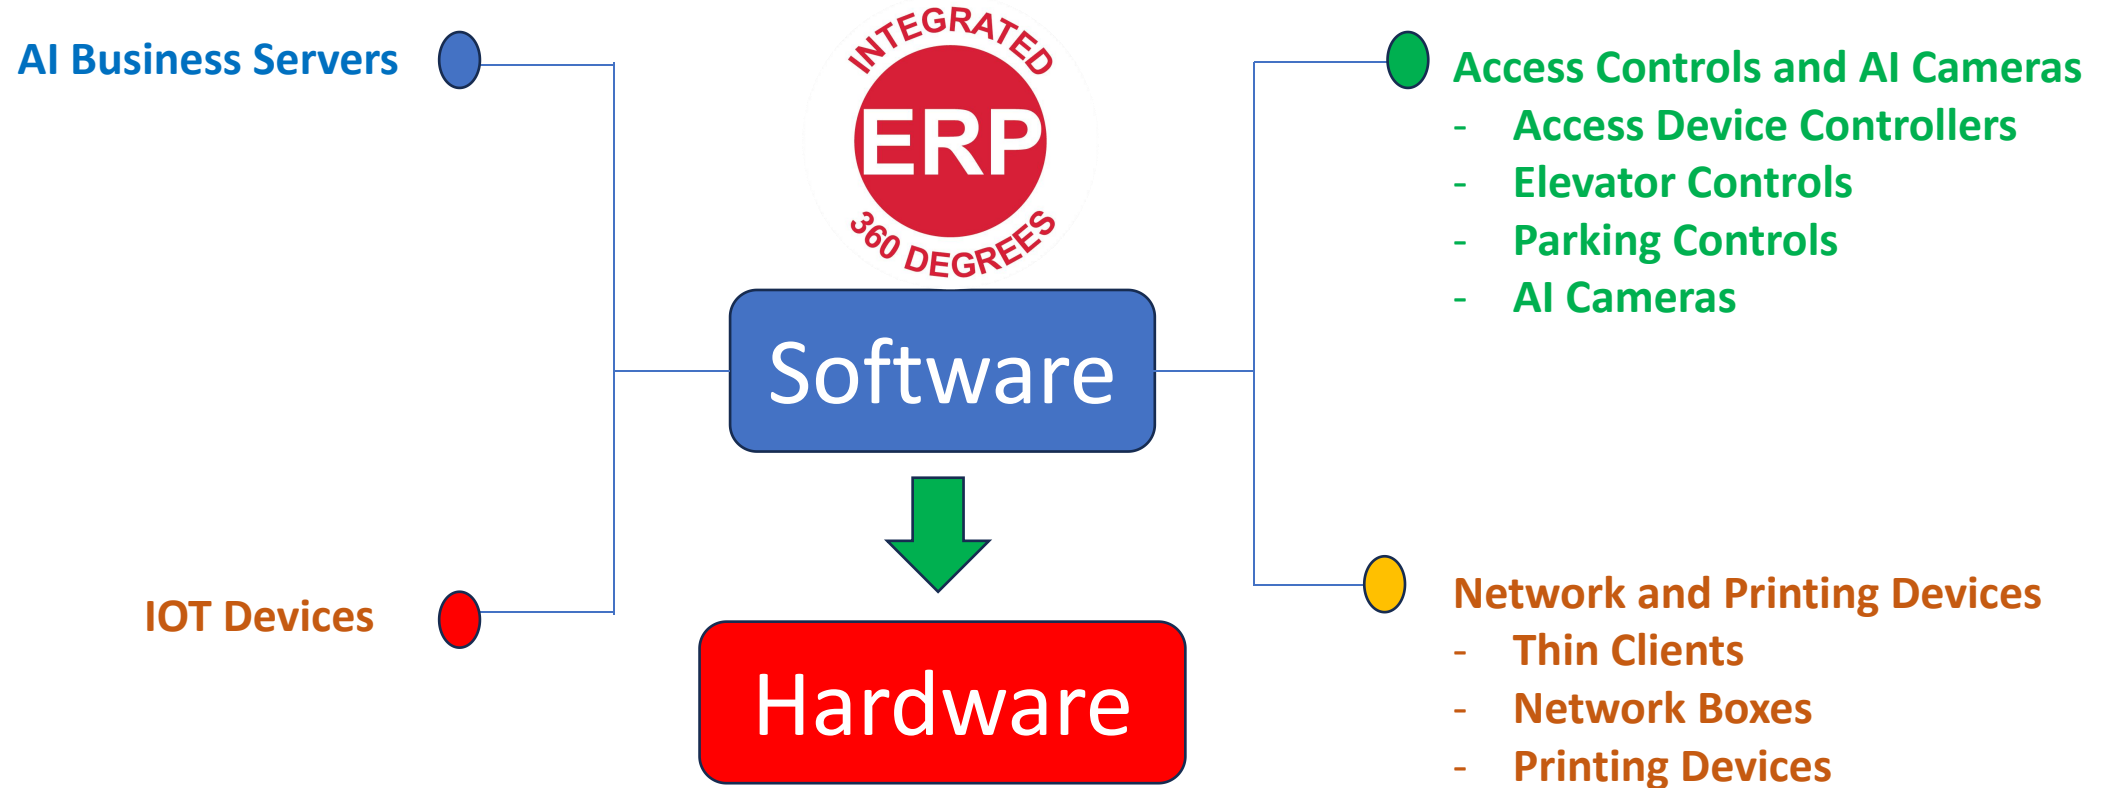 AI Business Servers
INTEGRATED
ERP
360 DEGREES
Access Controls and AI Cameras
- Access Device Controllers
- Elevator Controls
- Parking Controls
- AI Cameras
Software
IOT Devices
Hardware
Network and Printing Devices
- Thin Clients
- Network Boxes
- Printing Devices